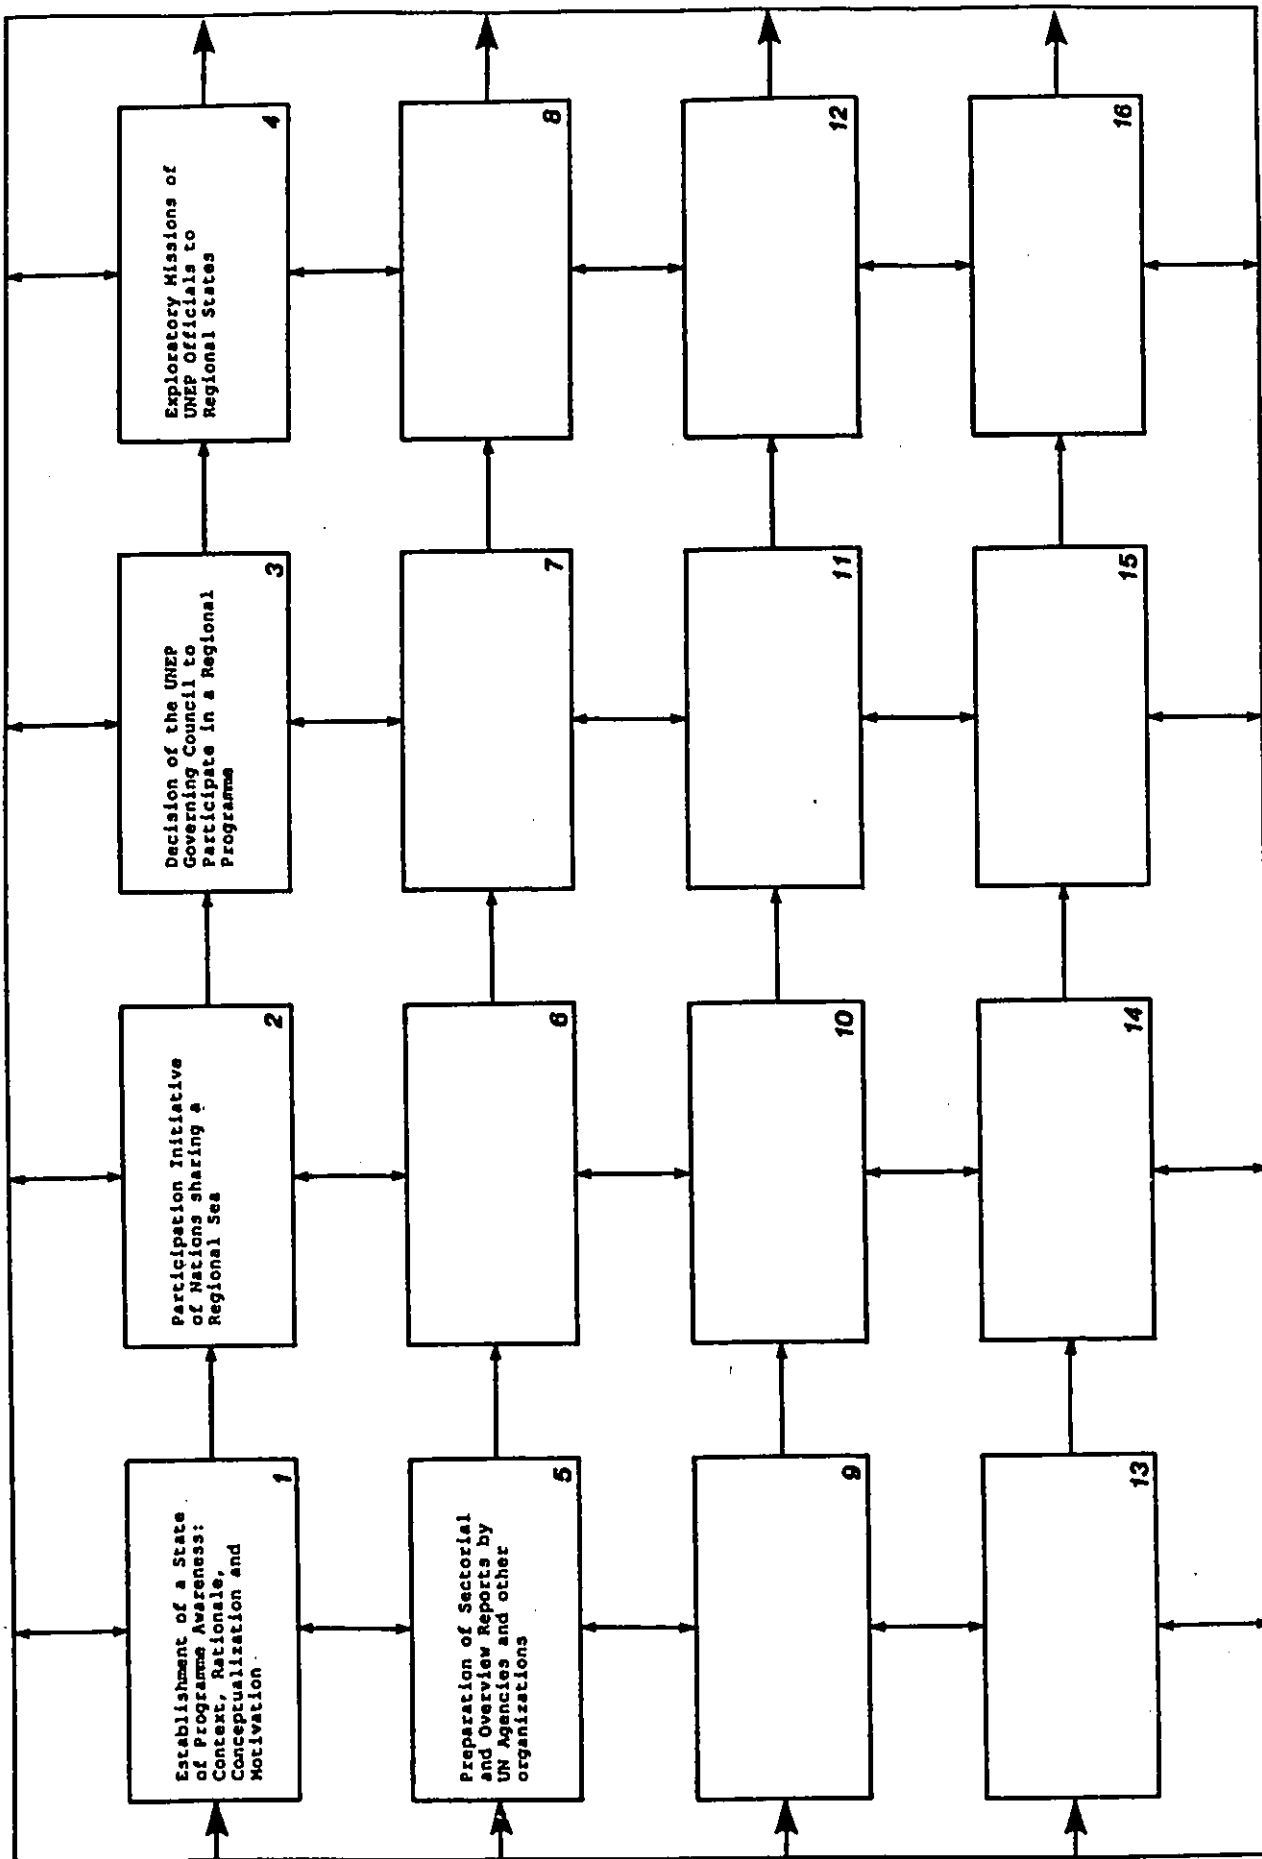 Establishment of a State
of Programme Awareness:
Context, Rationale,
Conceptualization and
Motivation
1
Participation Initiative
of Nations sharing a
Regional Sea
2
Decision of the UNEP
Governing Council to
Participate in a Regional
Programme
3
Exploratory Missions of
UNEP Officials to
Regional States
4
Preparation of Sectorial
and Overview Reports by
UN Agencies and other
organizations
5
6
7
8
9
10
11
12
13
14
15
16